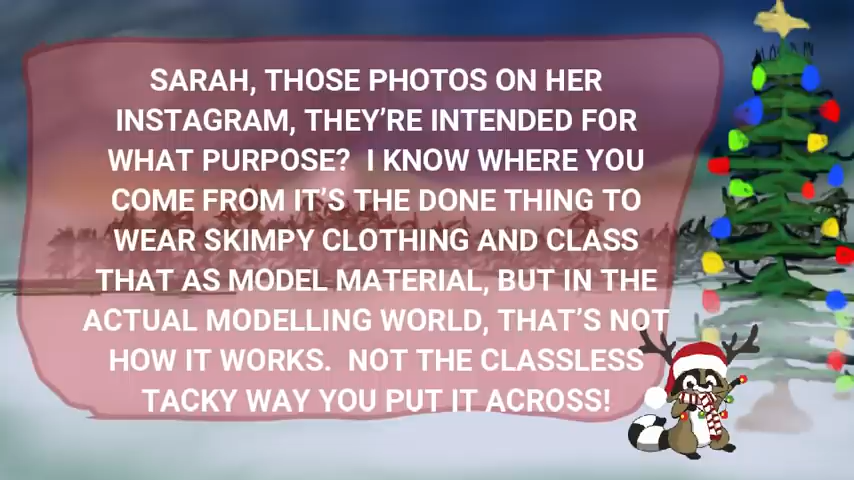 SARAH, THOSE PHOTOS ON HER
INSTAGRAM, THEY’RE INTENDED FOR
WHAT PURPOSE?  I KNOW WHERE YOU
COME FROM IT’S THE DONE THING TO
WEAR SKIMPY CLOTHING AND CLASS
THAT AS MODEL MATERIAL, BUT IN THE
ACTUAL MODELLING WORLD, THAT’S NOT
HOW IT WORKS.  NOT THE CLASSLESS
TACKY WAY YOU PUT IT ACROSS!